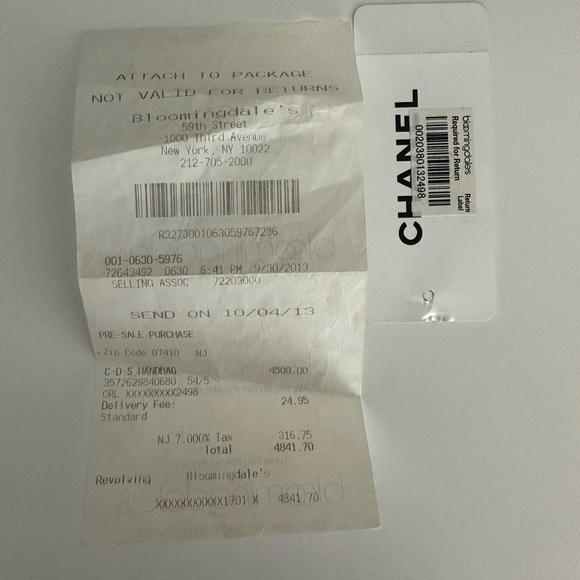 ATTACH TO PACKAGE
NOT VALID FOR RETURNS
Bloomingdale's
59th Street
1000 Third Avenue
New York, NY 10022
212-705-2000
R3273001063059767236
001-0630-5976
72643492 0630 6:41 PM 9/30/2013
SELLING ASSOC 72203000
SEND ON 10/04/13
PRE-SALE PURCHASE
Zip Code 07410 NJ
C-D-S HANDBAG 4500.00
3572629840680 54/5
CRL XXXXXXXXX2498
Delivery Fee: 24.95
Standard
NJ 7.000% Tax 316.75
Total 4841.70
Bloomingdale's
Revolving
XXXXXXXXXXX1701 K 4841.70
CHANEL
bloomingdale's
Required for Return
0020380132498
Return
Label